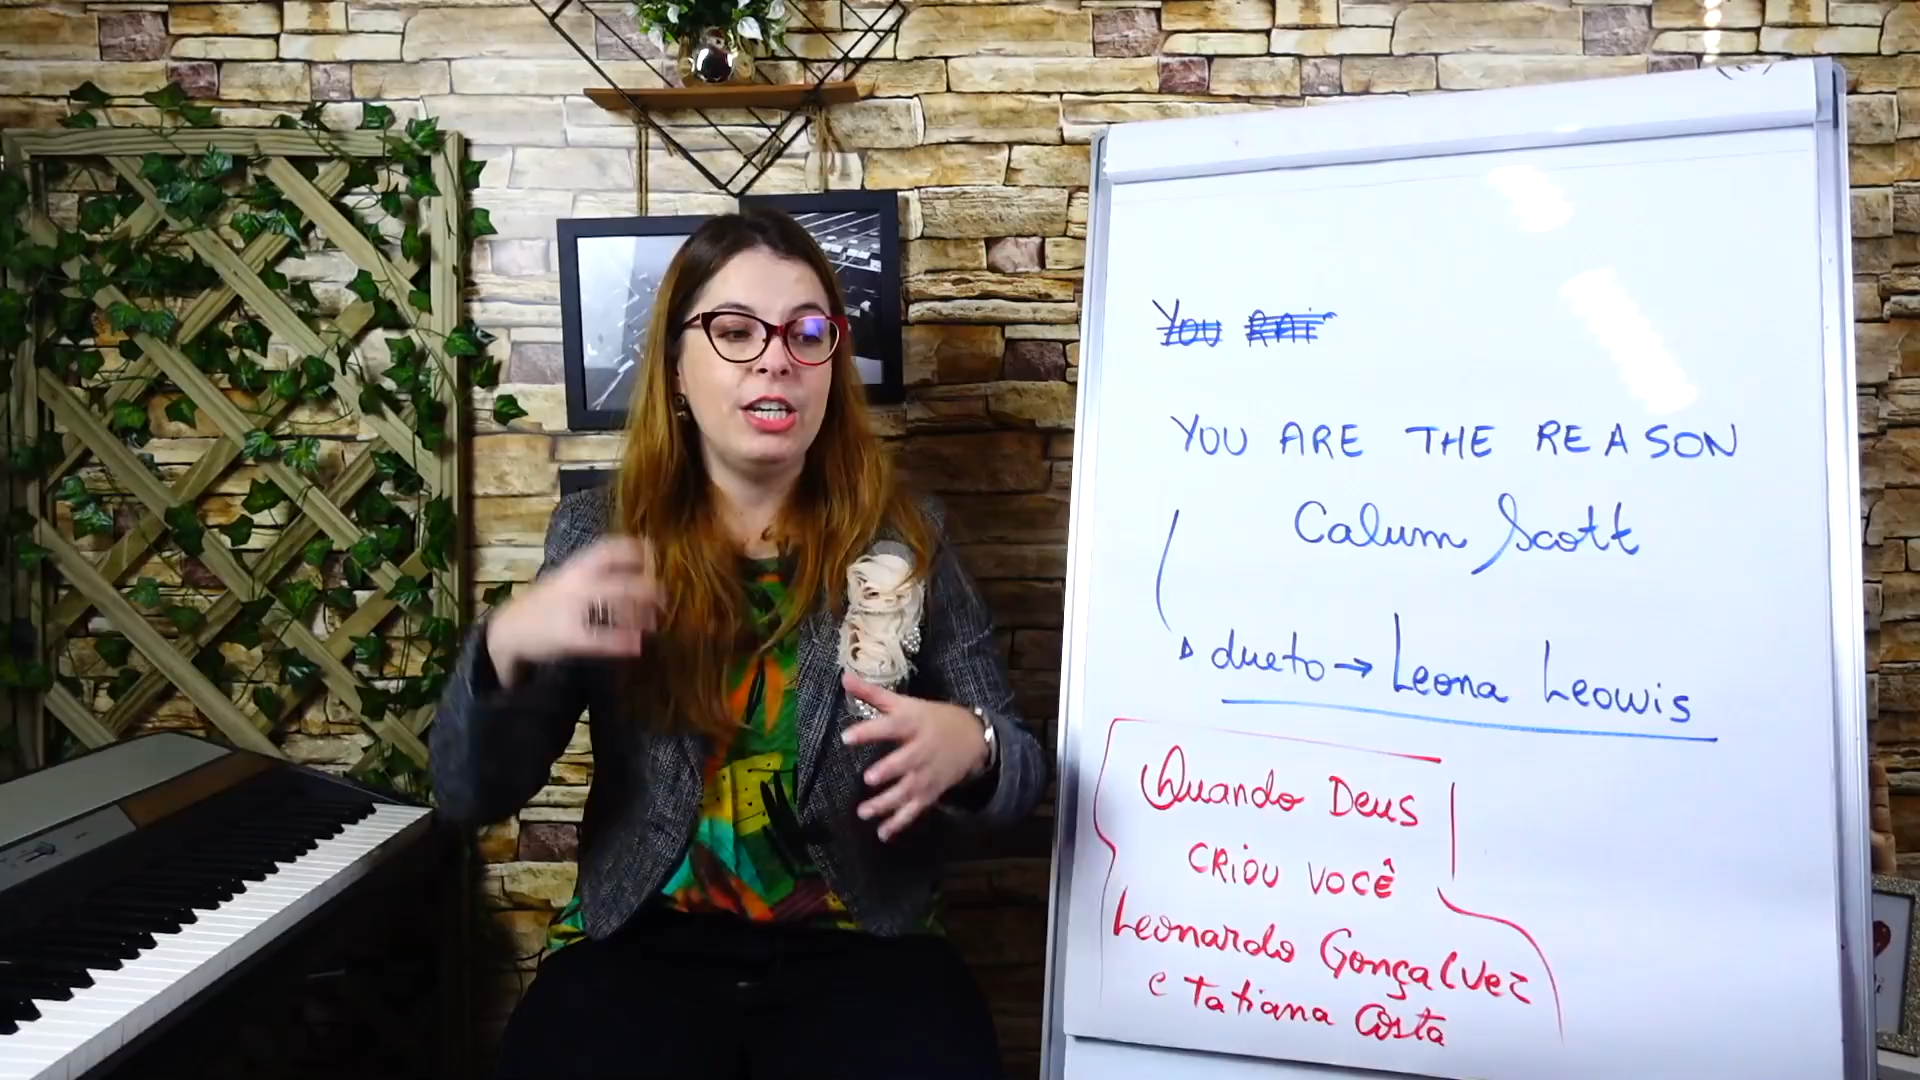 YOU ARE THE REASON
Calum Scott
dueto → Leona Leowis
Quando Deus
CRIOU VOCÊ
Leonardo Gonçalvez
e Tatiana Costa